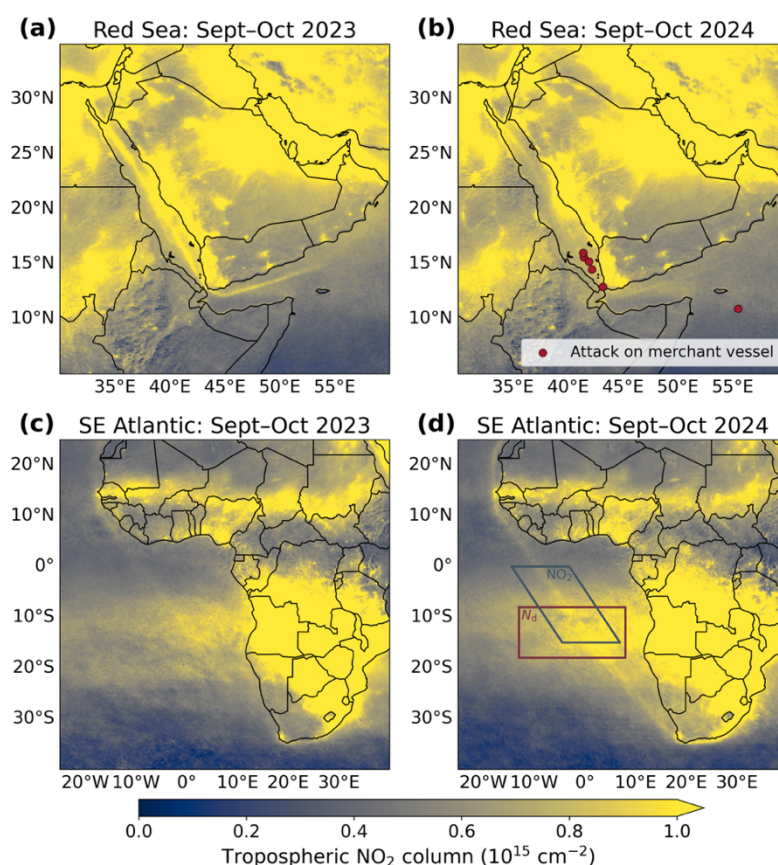 (a) Red Sea: Sept–Oct 2023
(b) Red Sea: Sept–Oct 2024
30°N
25°N
20°N
15°N
10°N
35°E 40°E 45°E 50°E 55°E
30°N
25°N
20°N
15°N
10°N
Attack on merchant vessel
35°E 40°E 45°E 50°E 55°E
(c) SE Atlantic: Sept–Oct 2023
(d) SE Atlantic: Sept–Oct 2024
20°N
10°N
0°
10°S
20°S
30°S
20°W 10°W 0° 10°E 20°E 30°E
20°N
10°N
0°
10°S
20°S
30°S
NO₂
N_d
20°W 10°W 0° 10°E 20°E 30°E
0.0 0.2 0.4 0.6 0.8 1.0
Tropospheric NO₂ column (10¹⁵ cm⁻²)